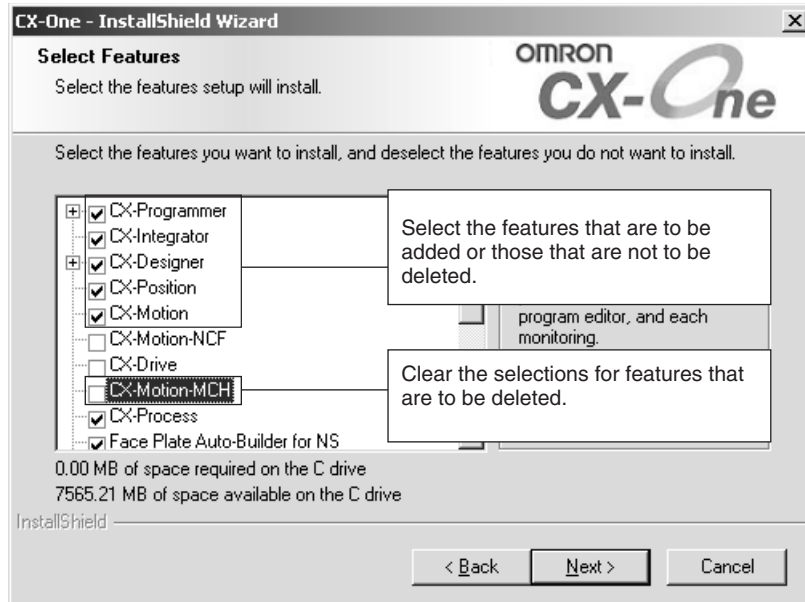 CX-One - InstallShield Wizard
Select Features
Select the features setup will install.
OMRON
CX-One
Select the features you want to install, and deselect the features you do not want to install.
CX-Programmer
CX-Integrator
CX-Designer
CX-Position
CX-Motion
CX-Motion-NCF
CX-Drive
CX-Motion-MCH
CX-Process
Face Plate Auto-Builder for NS
Select the features that are to be
added or those that are not to be
deleted.
program editor, and each
monitoring.
Clear the selections for features that
are to be deleted.
0.00 MB of space required on the C drive
7565.21 MB of space available on the C drive
InstallShield
< Back
Next >
Cancel